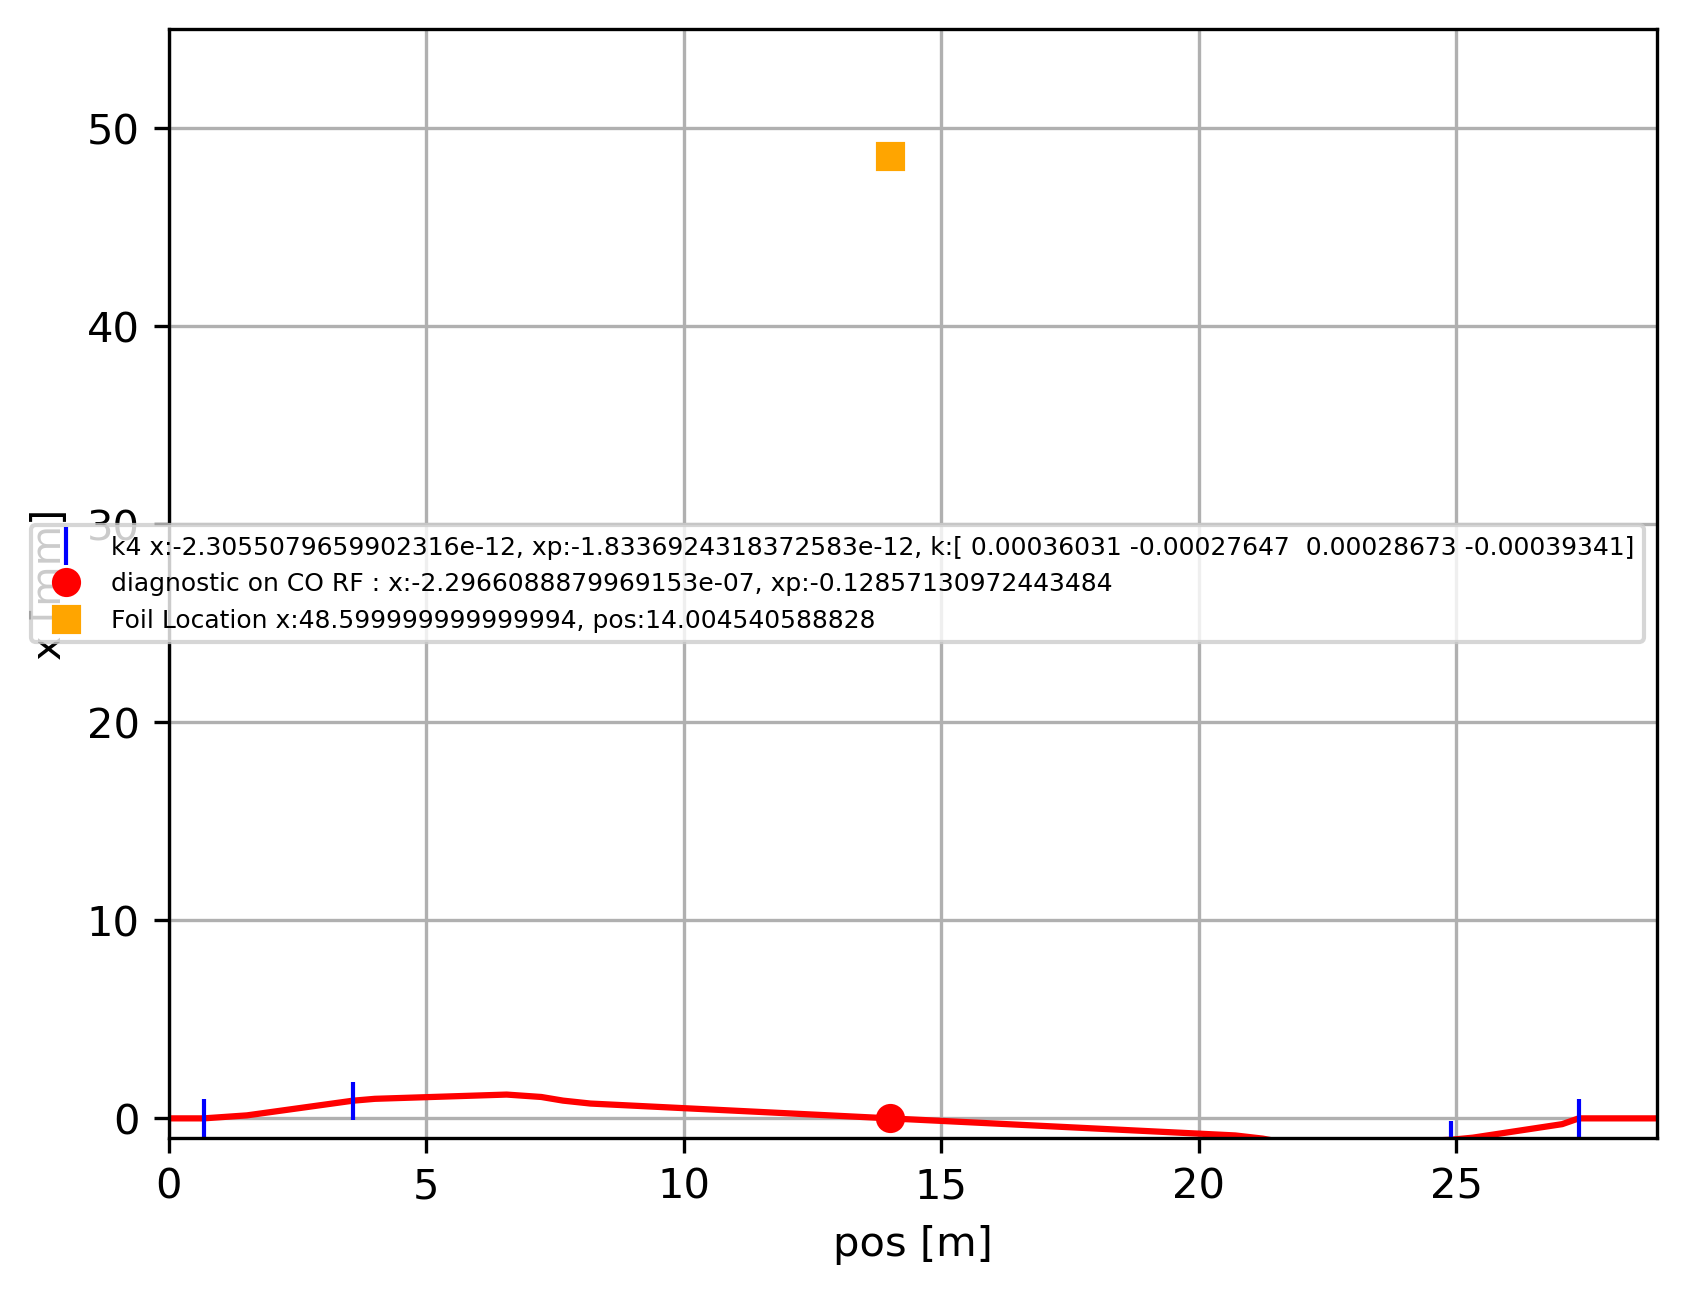 50
40
30
20
10
0
x [mm]
k4 x:-2.3055079659902316e-12, xp:-1.8336924318372583e-12, k:[ 0.00036031 -0.00027647  0.00028673 -0.00039341]
diagnostic on CO RF : x:-2.2966088879969153e-07, xp:-0.12857130972443484
Foil Location x:48.599999999999994, pos:14.004540588828
0 5 10 15 20 25
pos [m]